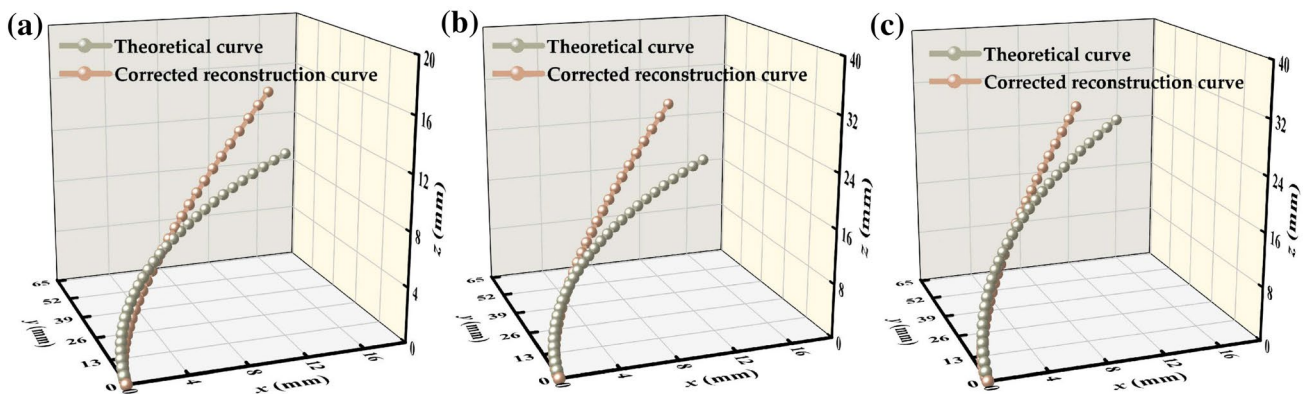 (a)
Theoretical curve
Corrected reconstruction curve
20
16
12
8
4
0
z (mm)
65
52
39
26
13
0
y (mm)
0
4
8
12
16
x (mm)
(b)
Theoretical curve
Corrected reconstruction curve
40
32
24
16
8
0
z (mm)
65
52
39
26
13
0
y (mm)
0
4
8
12
16
x (mm)
(c)
Theoretical curve
Corrected reconstruction curve
40
32
24
16
8
0
z (mm)
65
52
39
26
13
0
y (mm)
0
4
8
12
16
x (mm)